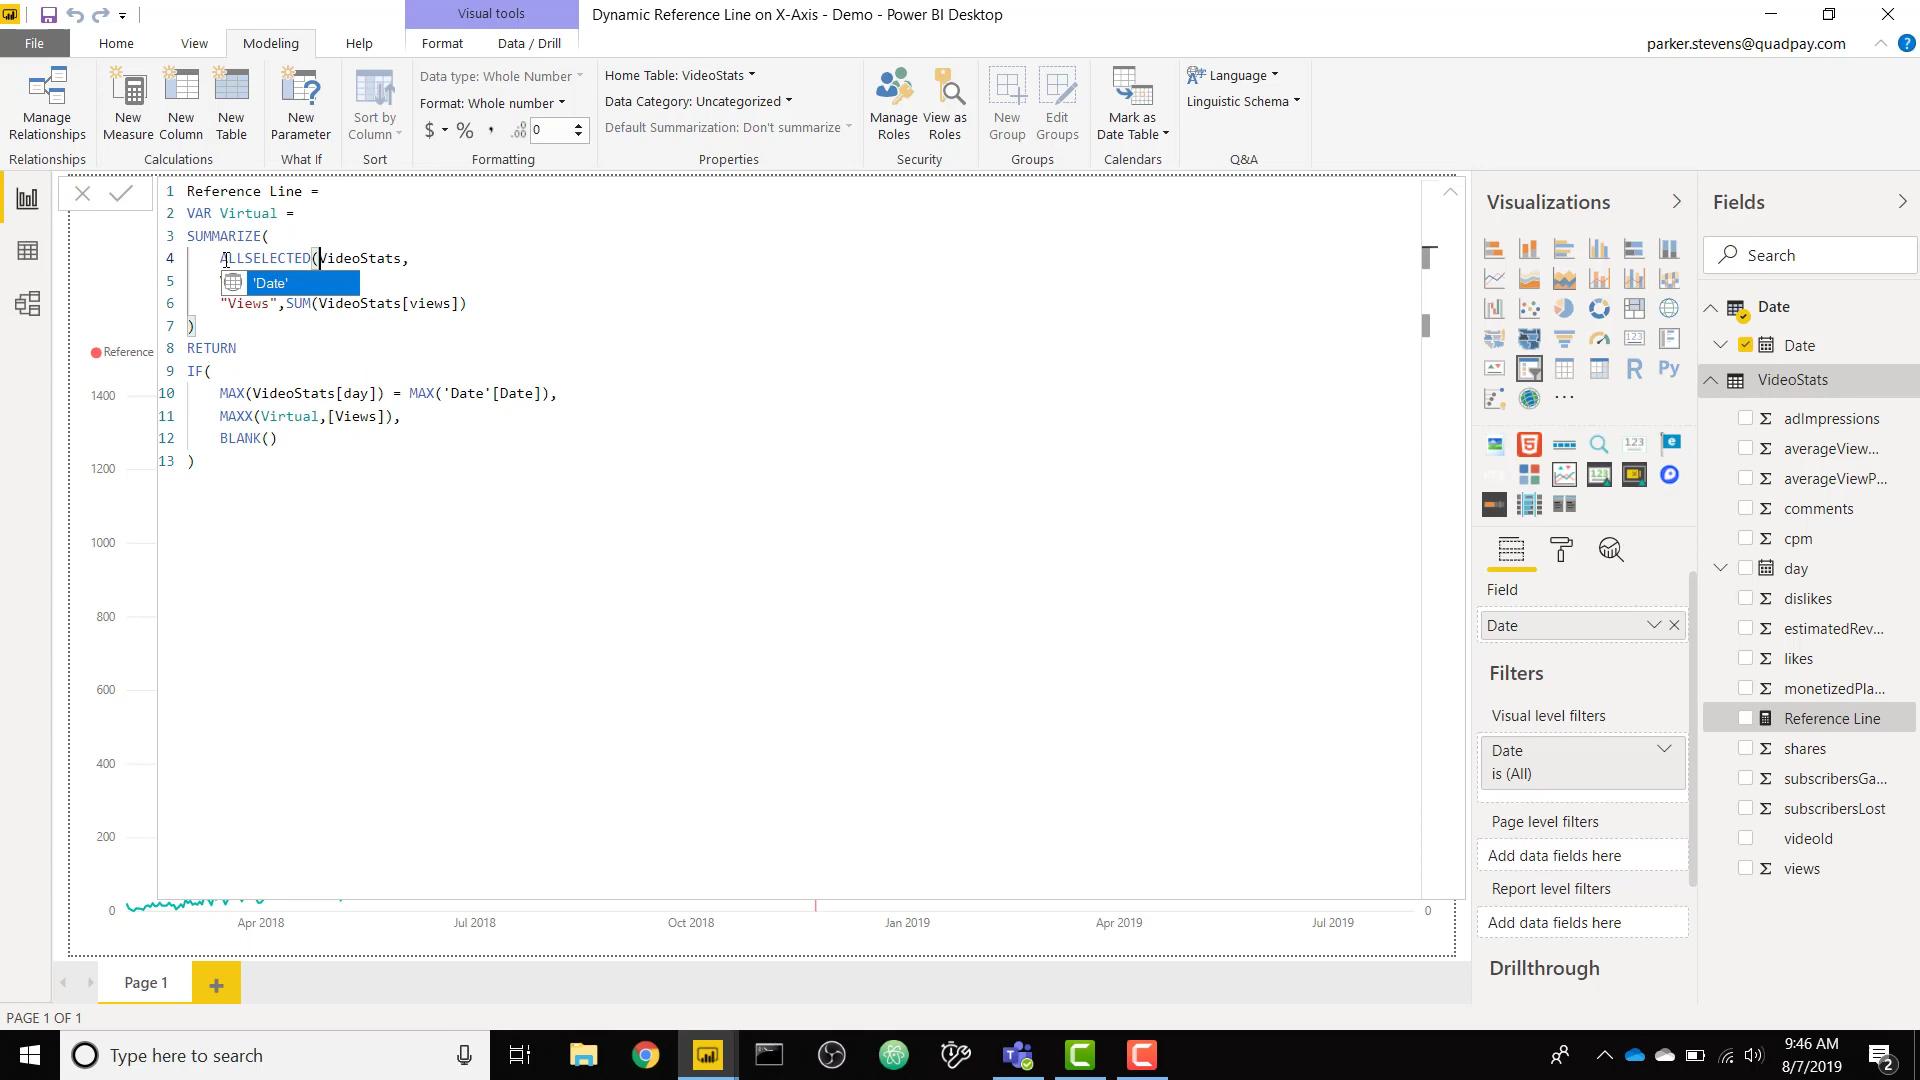 Visual tools
Dynamic Reference Line on X-Axis - Demo - Power BI Desktop
File
Home
View
Modeling
Help
Format
Data / Drill
parker.stevens@quadpay.com
Manage Relationships
New Measure
New Column
New Table
New Parameter
Sort by Column
Data type: Whole Number
Format: Whole number
$ % , .00 0
Home Table: VideoStats
Data Category: Uncategorized
Default Summarization: Don't summarize
Manage Roles
View as Roles
New Group
Edit Groups
Mark as Date Table
Language
Linguistic Schema
Relationships
Calculations
What If
Sort
Formatting
Properties
Security
Groups
Calendars
Q&A
1 Reference Line =
2 VAR Virtual =
3 SUMMARIZE(
4 ALLSELECTED(VideoStats,
5
'Date'
6 "Views",SUM(VideoStats[views])
7 )
8 RETURN
9 IF(
10 MAX(VideoStats[day]) = MAX('Date'[Date]),
11 MAXX(Virtual,[Views]),
12 BLANK()
13 )
Reference
1400
1200
1000
800
600
400
200
0
0
Apr 2018
Jul 2018
Oct 2018
Jan 2019
Apr 2019
Jul 2019
Visualizations
R
Py
123
5
123
e
123
Field
Date
Filters
Visual level filters
Date
is (All)
Page level filters
Add data fields here
Report level filters
Add data fields here
Drillthrough
Fields
Search
Date
Date
VideoStats
adImpressions
averageView...
averageViewP...
comments
cpm
day
dislikes
estimatedRev...
likes
monetizedPla...
Reference Line
shares
subscribersGa...
subscribersLost
videoId
views
Page 1
PAGE 1 OF 1
Type here to search
9:46 AM
8/7/2019
2